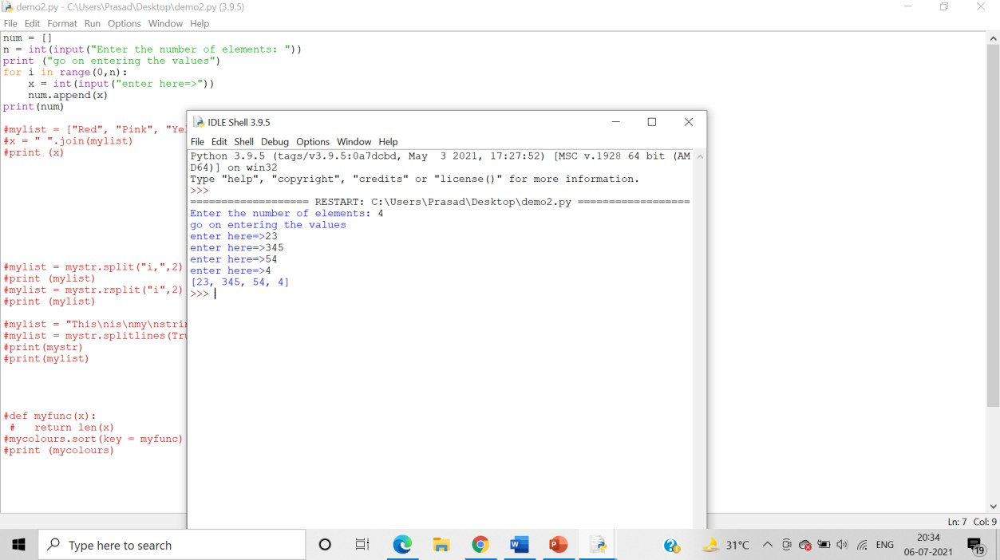 demo2.py - C:\Users\Prasad\Desktop\demo2.py (3.9.5)
File Edit Format Run Options Window Help
num = []
n = int(input("Enter the number of elements: "))
print ("go on entering the values")
for i in range(0,n):
    x = int(input("enter here=>"))
    num.append(x)
print(num)
#mylist = ["Red", "Pink", "Yel
#x = " ".join(mylist)
#print (x)
#mylist = mystr.split("i,",2)
#print (mylist)
#mylist = mystr.rsplit("i",2)
#print (mylist)
#mylist = "This\nis\nmy\nstrin
#mylist = mystr.splitlines(Tru
#print(mystr)
#print(mylist)
#def myfunc(x):
 #   return len(x)
#mycolours.sort(key = myfunc)
#print (mycolours)
IDLE Shell 3.9.5
File Edit Shell Debug Options Window Help
Python 3.9.5 (tags/v3.9.5:0a7dcbd, May  3 2021, 17:27:52) [MSC v.1928 64 bit (AM
D64)] on win32
Type "help", "copyright", "credits" or "license()" for more information.
>>>
=================== RESTART: C:\Users\Prasad\Desktop\demo2.py ==================
Enter the number of elements: 4
go on entering the values
enter here=>23
enter here=>345
enter here=>54
enter here=>4
[23, 345, 54, 4]
>>>
Ln: 7 Col: 9
Type here to search
W
P
31°C
ENG
20:34
06-07-2021
19